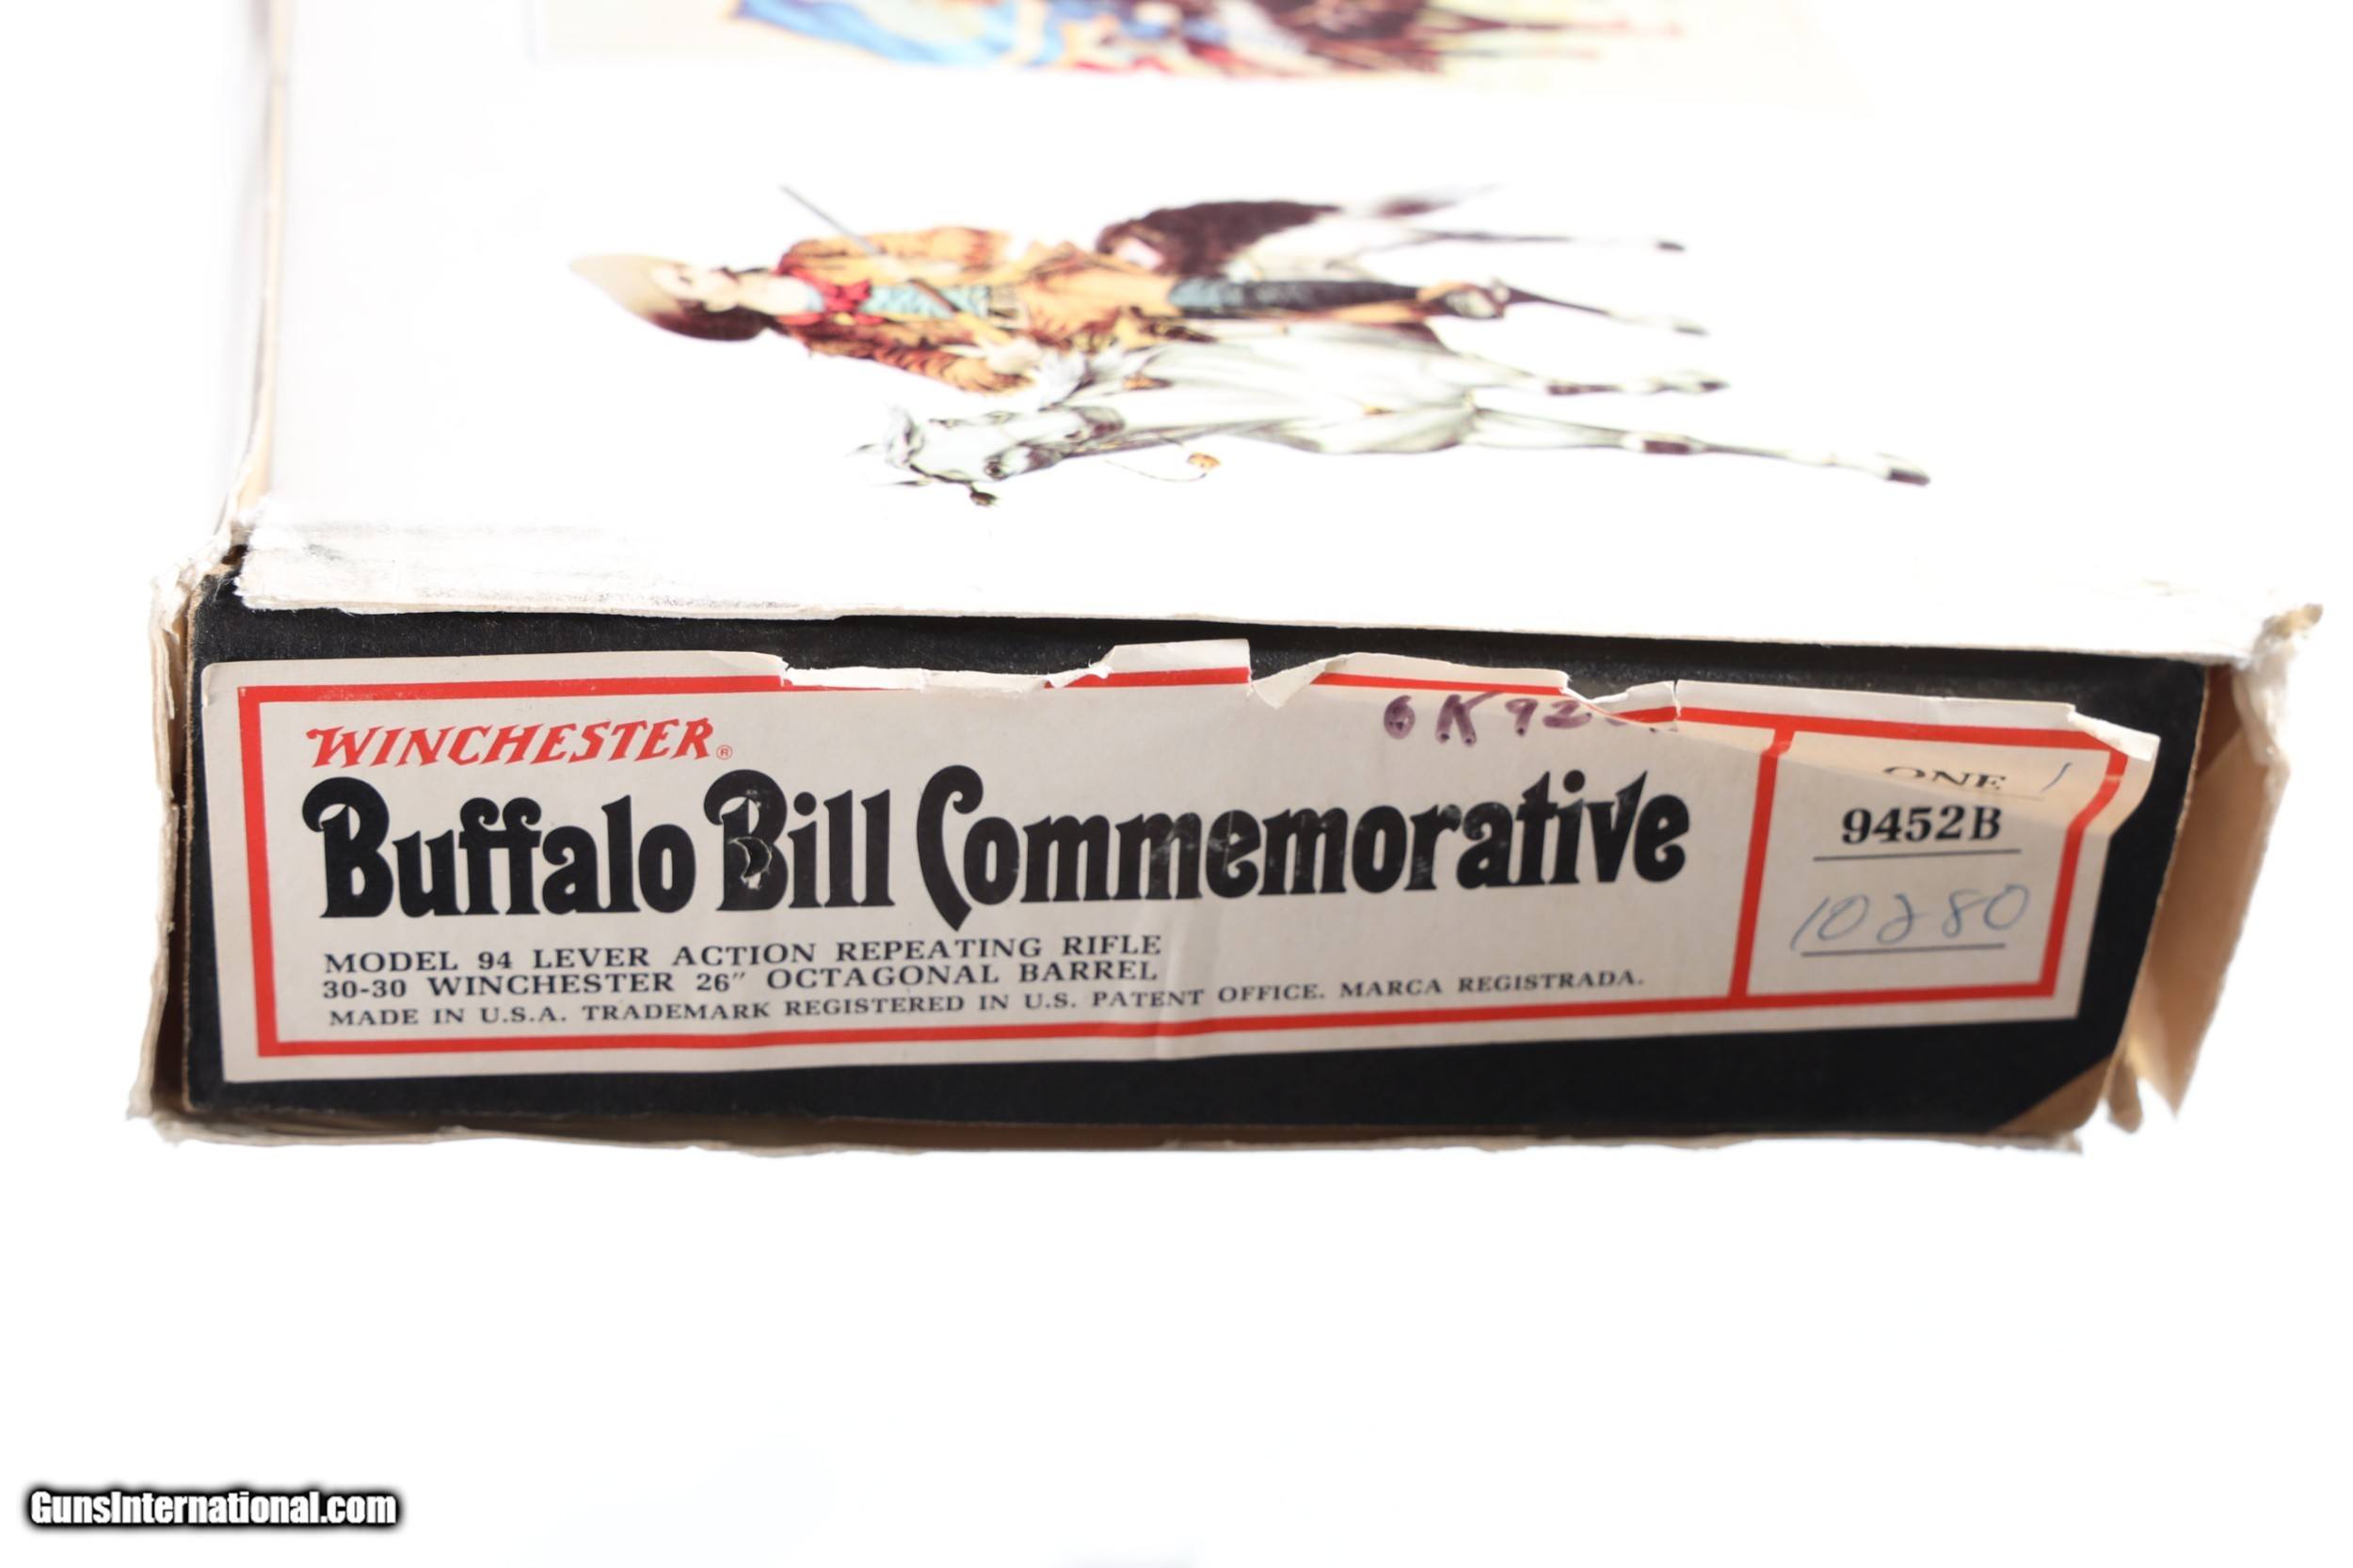 6K92
WINCHESTER®
Buffalo Bill Commemorative
MODEL 94 LEVER ACTION REPEATING RIFLE
30-30 WINCHESTER 26" OCTAGONAL BARREL
MADE IN U.S.A. TRADEMARK REGISTERED IN U.S. PATENT OFFICE. MARCA REGISTRADA.
ONE
9452B
10280
GunsInternational.com